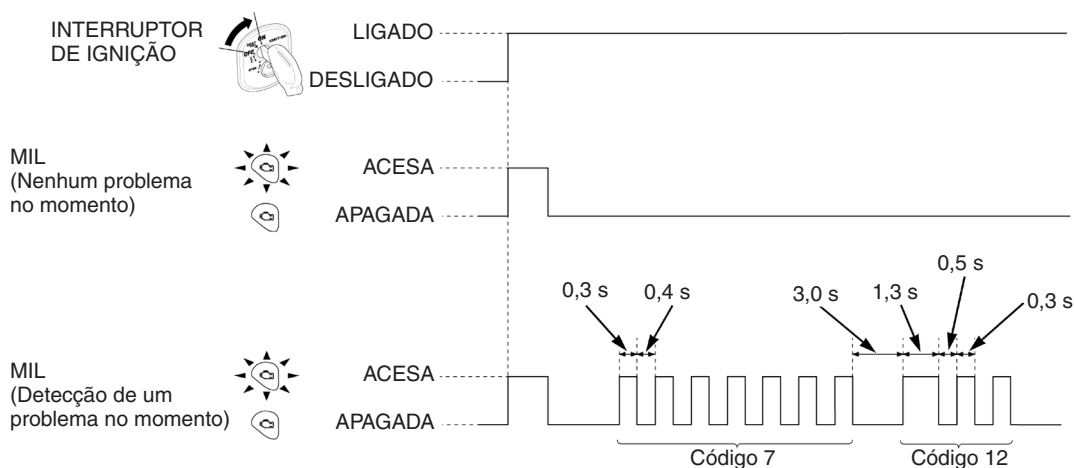 INTERRUPTOR
DE IGNIÇÃO
LIGADO
DESLIGADO
MIL
(Nenhum problema
no momento)
ACESA
APAGADA
0,3 s
0,4 s
3,0 s
1,3 s
0,5 s
0,3 s
MIL
(Detecção de um
problema no momento)
ACESA
APAGADA
Código 7
Código 12